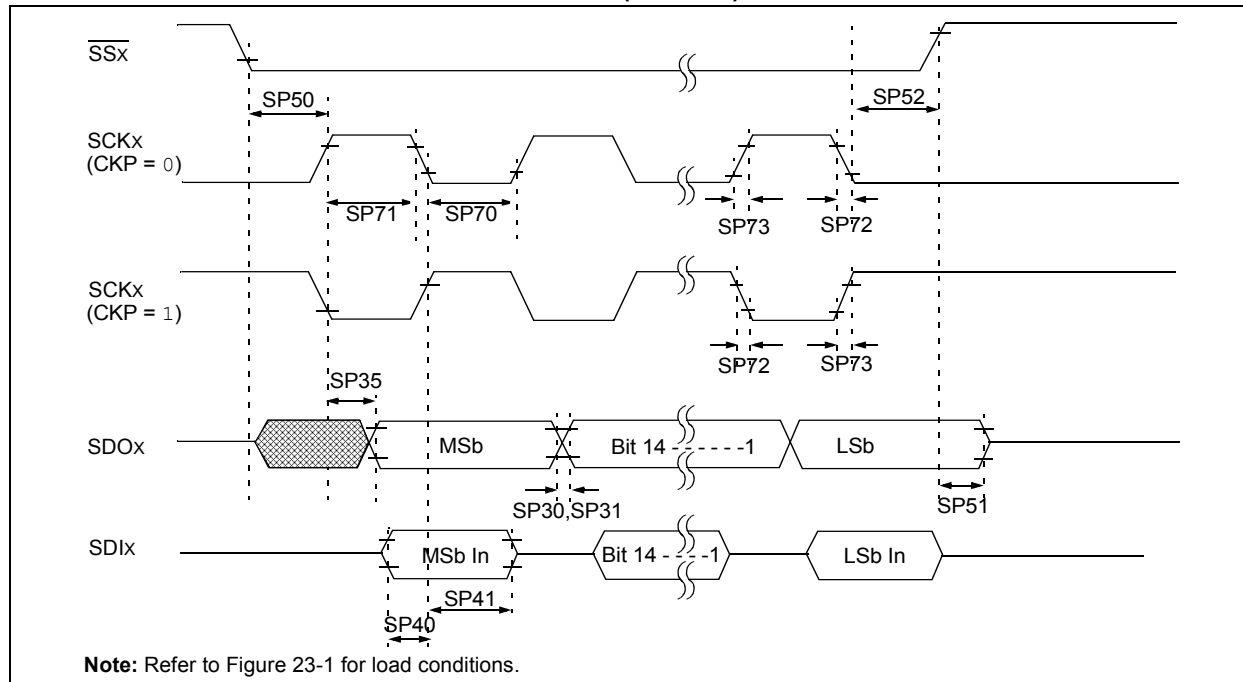 SSx
SP50
SP52
SCKx
(CKP = 0)
SP71
SP70
SP73
SP72
SCKx
(CKP = 1)
SP72
SP73
SP35
SDOx
MSb
Bit 14 - - - - - -1
LSb
SP30,SP31
SP51
SDIx
MSb In
Bit 14 - - - - -1
LSb In
SP41
SP40
Note: Refer to Figure 23-1 for load conditions.